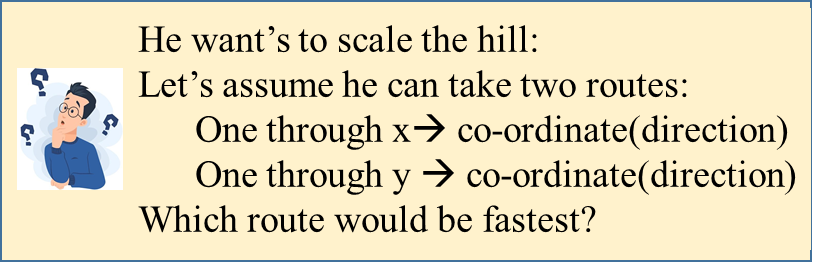 He want’s to scale the hill:
Let’s assume he can take two routes:
One through x→ co-ordinate(direction)
One through y → co-ordinate(direction)
Which route would be fastest?